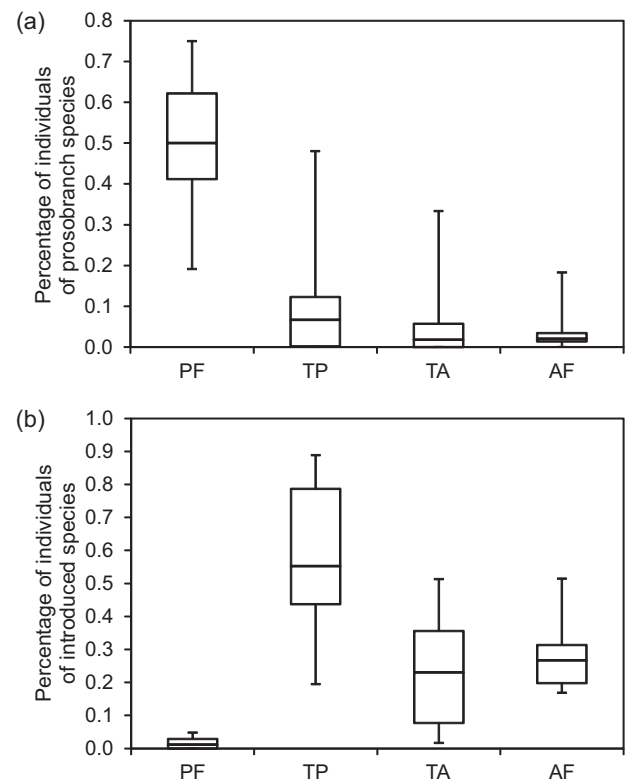 (a)
Percentage of individuals
of prosobranch species
0.8
0.7
0.6
0.5
0.4
0.3
0.2
0.1
0.0
PF TP TA AF
(b)
Percentage of individuals
of introduced species
1.0
0.9
0.8
0.7
0.6
0.5
0.4
0.3
0.2
0.1
0.0
PF TP TA AF